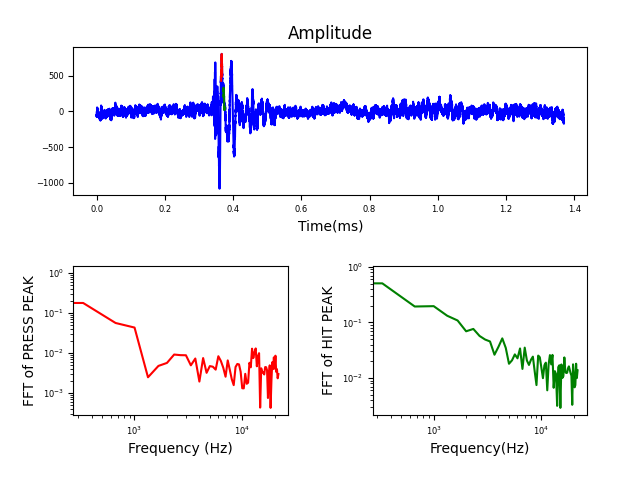 Amplitude
500
0
−500
−1000
0.0 0.2 0.4 0.6 0.8 1.0 1.2 1.4
Time(ms)
FFT of PRESS PEAK
10⁰
10⁻¹
10⁻²
10⁻³
10³ 10⁴
Frequency (Hz)
FFT of HIT PEAK
10⁰
10⁻¹
10⁻²
10³ 10⁴
Frequency(Hz)